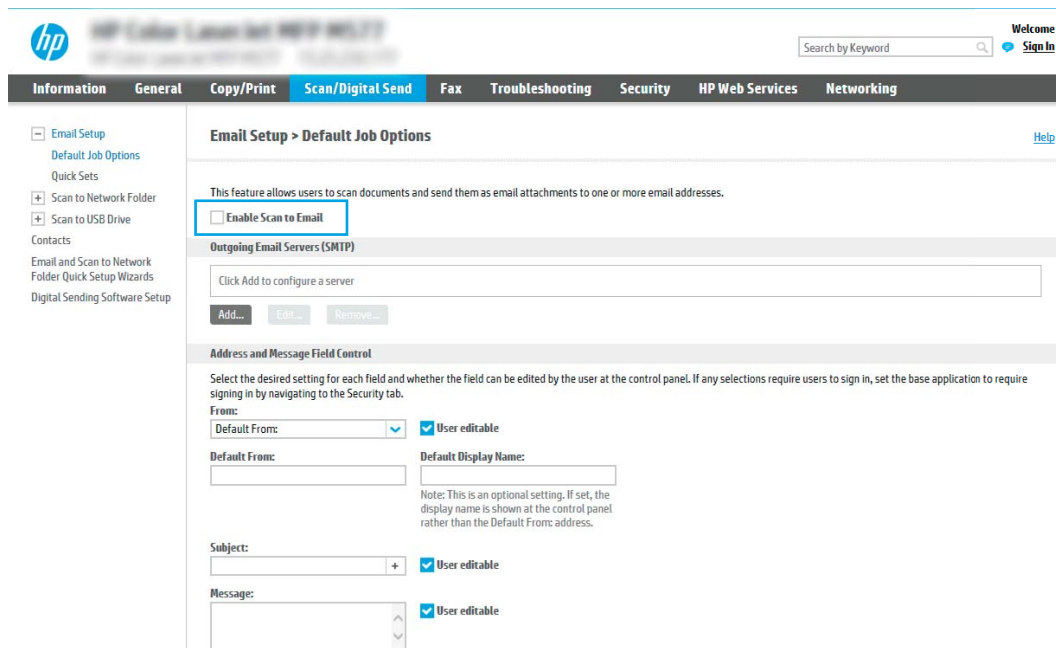 hp
Welcome
Search by Keyword
Sign In
Information General Copy/Print Scan/Digital Send Fax Troubleshooting Security HP Web Services Networking
Email Setup
Default Job Options
Quick Sets
Scan to Network Folder
Scan to USB Drive
Contacts
Email and Scan to Network
Folder Quick Setup Wizards
Digital Sending Software Setup
Email Setup > Default Job Options
Help
This feature allows users to scan documents and send them as email attachments to one or more email addresses.
Enable Scan to Email
Outgoing Email Servers (SMTP)
Click Add to configure a server
Add... Edit... Remove...
Address and Message Field Control
Select the desired setting for each field and whether the field can be edited by the user at the control panel. If any selections require users to sign in, set the base application to require
signing in by navigating to the Security tab.
From:
Default From: User editable
Default From: Default Display Name:
Note: This is an optional setting. If set, the
display name is shown at the control panel
rather than the Default From: address.
Subject:
+ User editable
Message:
User editable